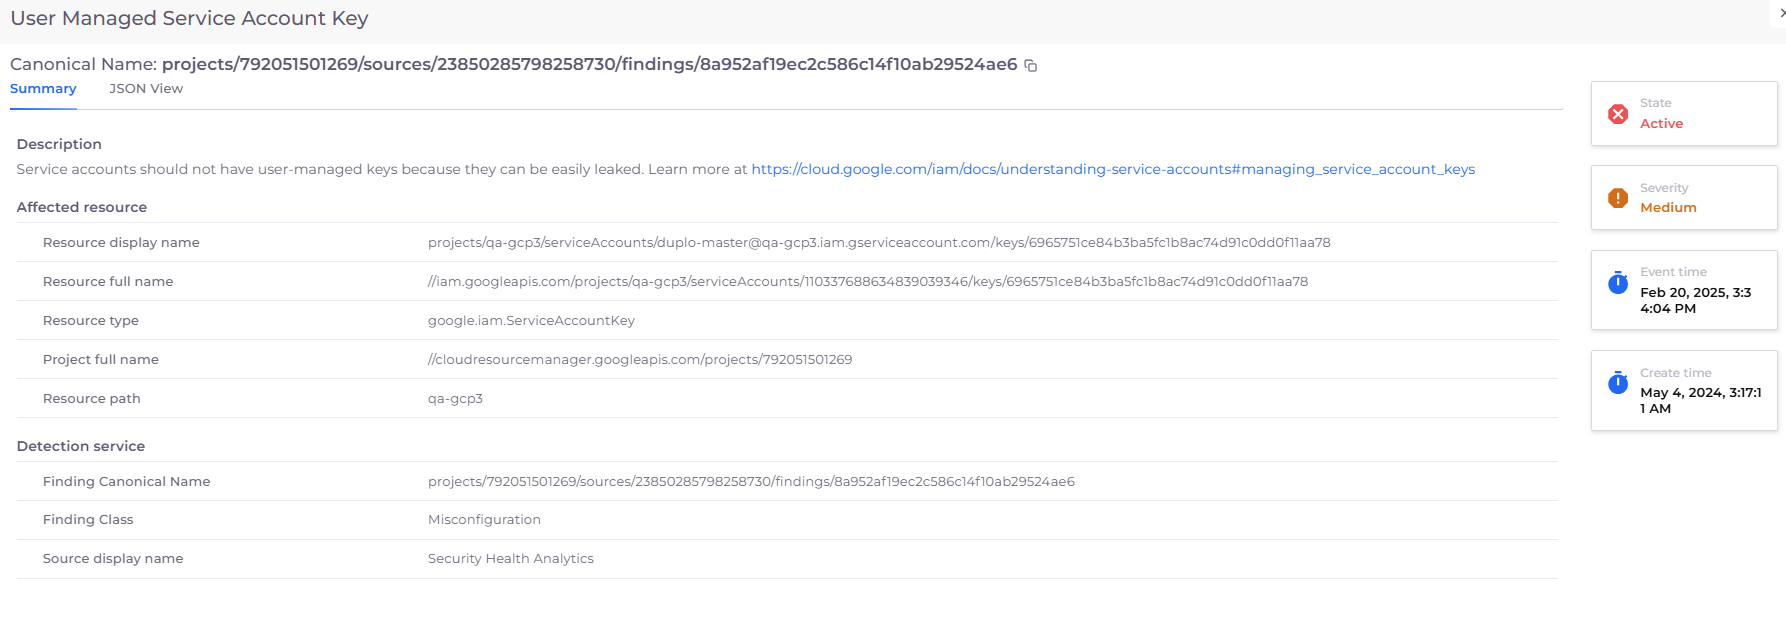 User Managed Service Account Key
Canonical Name: projects/792051501269/sources/23850285798258730/findings/8a952af19ec2c586c14f10ab29524ae6
Summary JSON View
Description
Service accounts should not have user-managed keys because they can be easily leaked. Learn more at https://cloud.google.com/iam/docs/understanding-service-accounts#managing_service_account_keys
Affected resource
Resource display name projects/qa-gcp3/serviceAccounts/duplo-master@qa-gcp3.iam.gserviceaccount.com/keys/6965751ce84b3ba5fc1b8ac74d91c0dd0f11aa78
Resource full name //iam.googleapis.com/projects/qa-gcp3/serviceAccounts/110337688634839039346/keys/6965751ce84b3ba5fc1b8ac74d91c0dd0f11aa78
Resource type google.iam.ServiceAccountKey
Project full name //cloudresourcemanager.googleapis.com/projects/792051501269
Resource path qa-gcp3
Detection service
Finding Canonical Name projects/792051501269/sources/23850285798258730/findings/8a952af19ec2c586c14f10ab29524ae6
Finding Class Misconfiguration
Source display name Security Health Analytics
State
Active
Severity
Medium
Event time
Feb 20, 2025, 3:3
4:04 PM
Create time
May 4, 2024, 3:17:1
1 AM